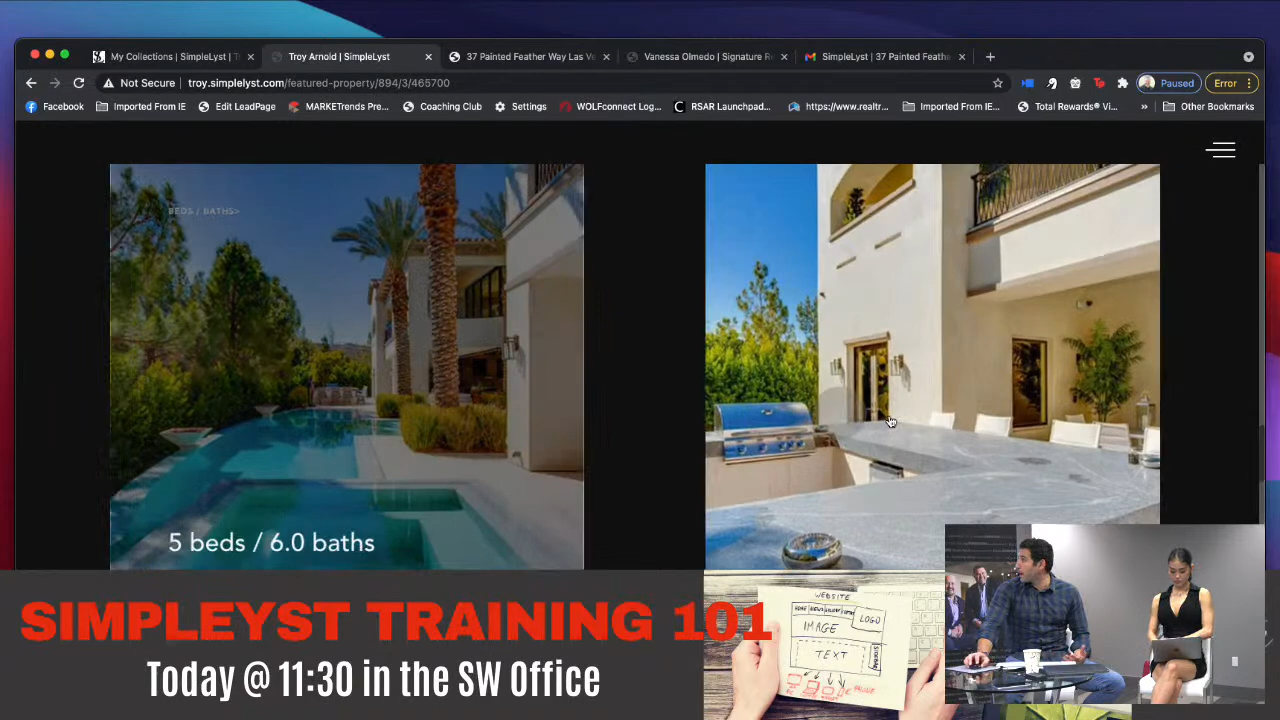 My Collections | SimpleLyst | T
Troy Arnold | SimpleLyst
37 Painted Feather Way Las Ve
Vanessa Olmedo | Signature R
SimpleLyst | 37 Painted Feathe
Not Secure
troy.simplelyst.com/featured-property/894/3/465700
Paused
Error
Facebook
Imported From IE
Edit LeadPage
MARKETrends Pre...
Coaching Club
Settings
WOLFconnect Log...
RSAR Launchpad...
https://www.realtr...
Imported From IE...
Total Rewards® Vi...
Other Bookmarks
BEDS / BATHS>
5 beds / 6.0 baths
SIMPLEYST TRAINING 101
Today @ 11:30 in the SW Office
WEBSITE
LOGO
IMAGE
TEXT